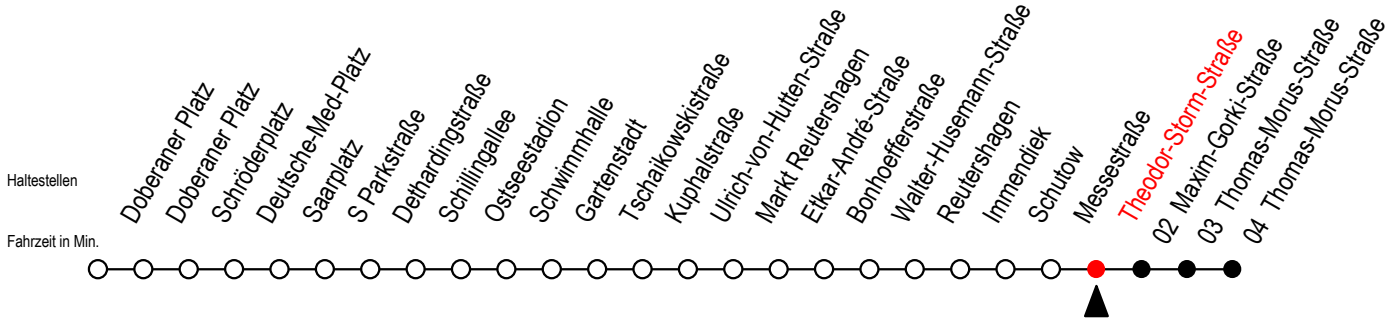 Haltestellen
Fahrzeit in Min.
Doberaner Platz
Doberaner Platz
Schröderplatz
Deutsche-Med-Platz
Saarplatz
S Parkstraße
Dethardingstraße
Schillingallee
Ostseestadion
Schwimmhalle
Gartenstadt
Tschaikowskistraße
Kuphalstraße
Ulrich-von-Hutten-Straße
Markt Reutershagen
Etkar-André-Straße
Bonhoefferstraße
Walter-Husemann-Straße
Reutershagen
Immendiek
Schutow
Messestraße
Theodor-Storm-Straße
02 Maxim-Gorki-Straße
03 Thomas-Morus-Straße
04 Thomas-Morus-Straße